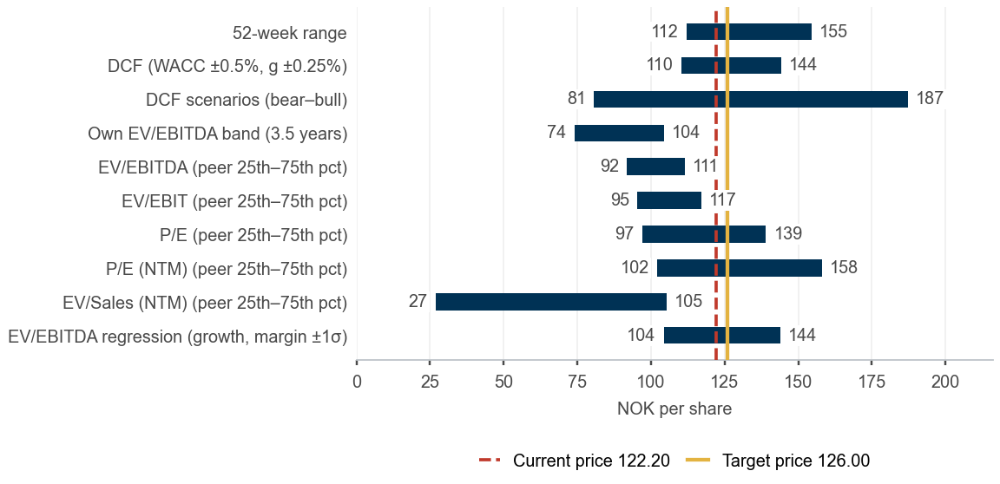 52-week range 112 155
DCF (WACC ±0.5%, g ±0.25%) 110 144
DCF scenarios (bear–bull) 81 187
Own EV/EBITDA band (3.5 years) 74 104
EV/EBITDA (peer 25th–75th pct) 92 111
EV/EBIT (peer 25th–75th pct) 95 117
P/E (peer 25th–75th pct) 97 139
P/E (NTM) (peer 25th–75th pct) 102 158
EV/Sales (NTM) (peer 25th–75th pct) 27 105
EV/EBITDA regression (growth, margin ±1σ) 104 144
0 25 50 75 100 125 150 175 200
NOK per share
Current price 122.20 Target price 126.00